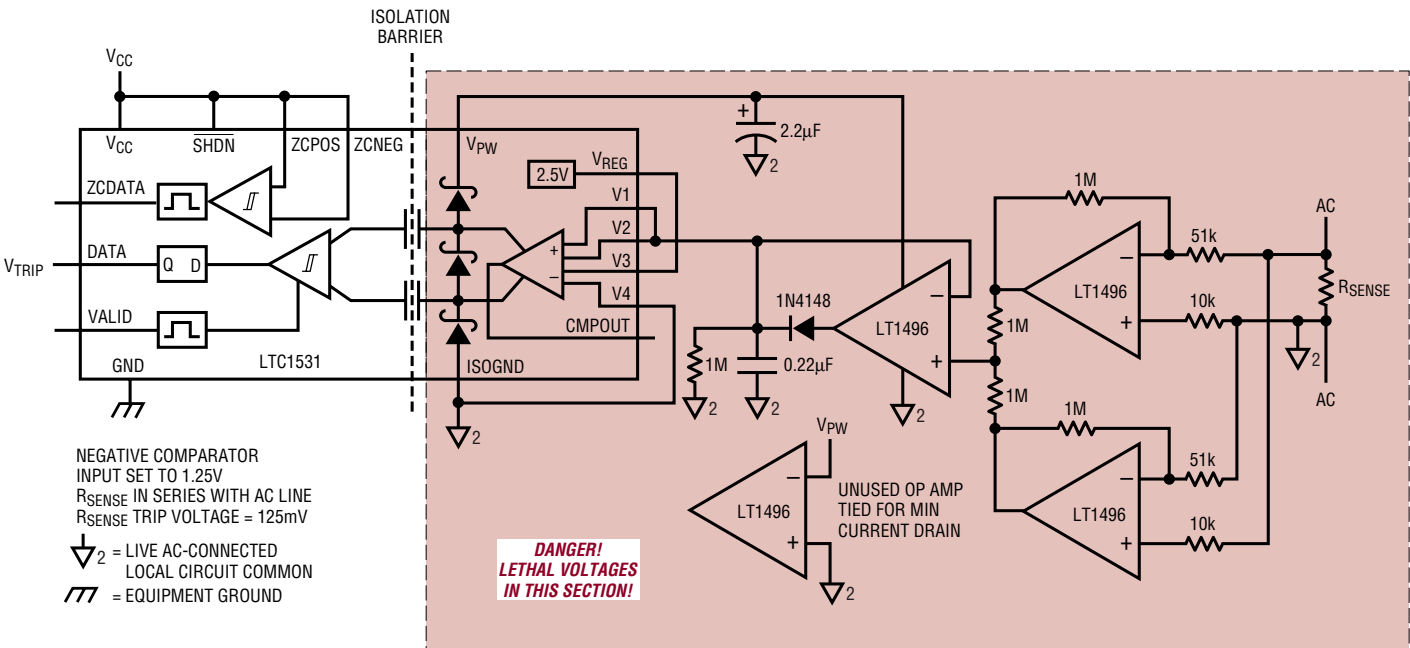 ISOLATION
BARRIER
VCC
VCC
SHDN
ZCPOS
ZCNEG
VPW
+
2.2µF
2
2.5V
VREG
V1
V2
V3
V4
+
−
CMPOUT
ZCDATA
DATA
VTRIP
Q D
VALID
GND
LTC1531
ISOGND
2
1M
2
0.22µF
2
1N4148
−
LT1496
+
2
1M
1M
1M
−
LT1496
+
51k
10k
AC
RSENSE
2
AC
1M
−
LT1496
+
51k
10k
VPW
−
LT1496
+
2
UNUSED OP AMP
TIED FOR MIN
CURRENT DRAIN
DANGER!
LETHAL VOLTAGES
IN THIS SECTION!
NEGATIVE COMPARATOR
INPUT SET TO 1.25V
RSENSE IN SERIES WITH AC LINE
RSENSE TRIP VOLTAGE = 125mV
2 = LIVE AC-CONNECTED
LOCAL CIRCUIT COMMON
= EQUIPMENT GROUND